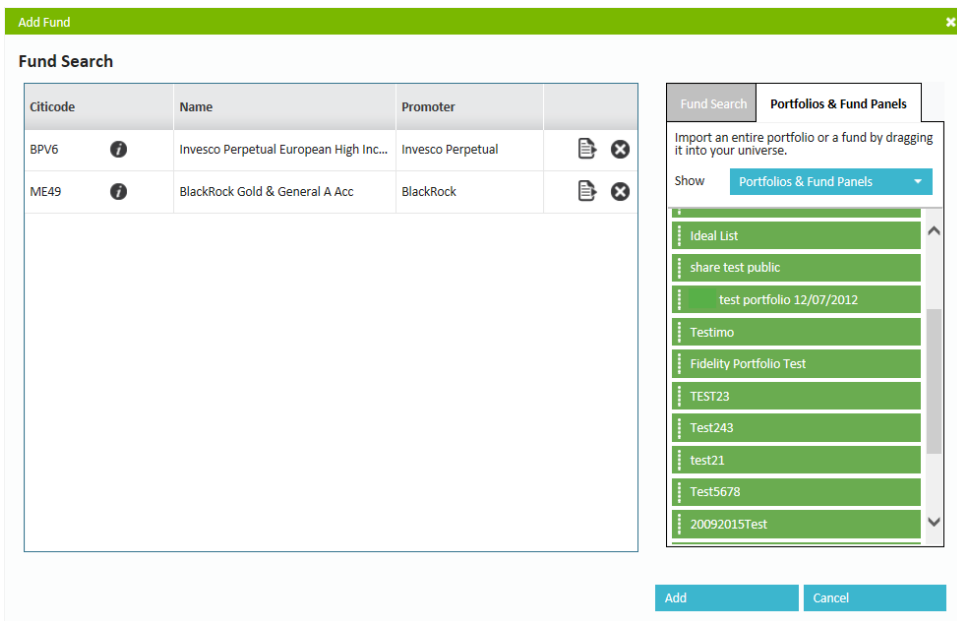 Add Fund
Fund Search
Citicode Name Promoter
BPV6 Invesco Perpetual European High Inc... Invesco Perpetual
ME49 BlackRock Gold & General A Acc BlackRock
Fund Search Portfolios & Fund Panels
Import an entire portfolio or a fund by dragging
it into your universe.
Show Portfolios & Fund Panels
Ideal List
share test public
test portfolio 12/07/2012
Testimo
Fidelity Portfolio Test
TEST23
Test243
test21
Test5678
20092015Test
Add Cancel